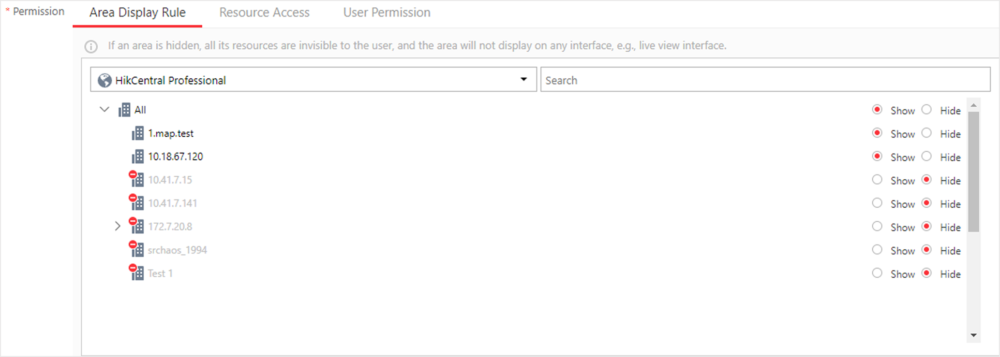 * Permission Area Display Rule Resource Access User Permission
If an area is hidden, all its resources are invisible to the user, and the area will not display on any interface, e.g., live view interface.
HikCentral Professional Search
All Show Hide
1.map.test Show Hide
10.18.67.120 Show Hide
10.41.7.15 Show Hide
10.41.7.141 Show Hide
172.7.20.8 Show Hide
srchaos_1994 Show Hide
Test 1 Show Hide